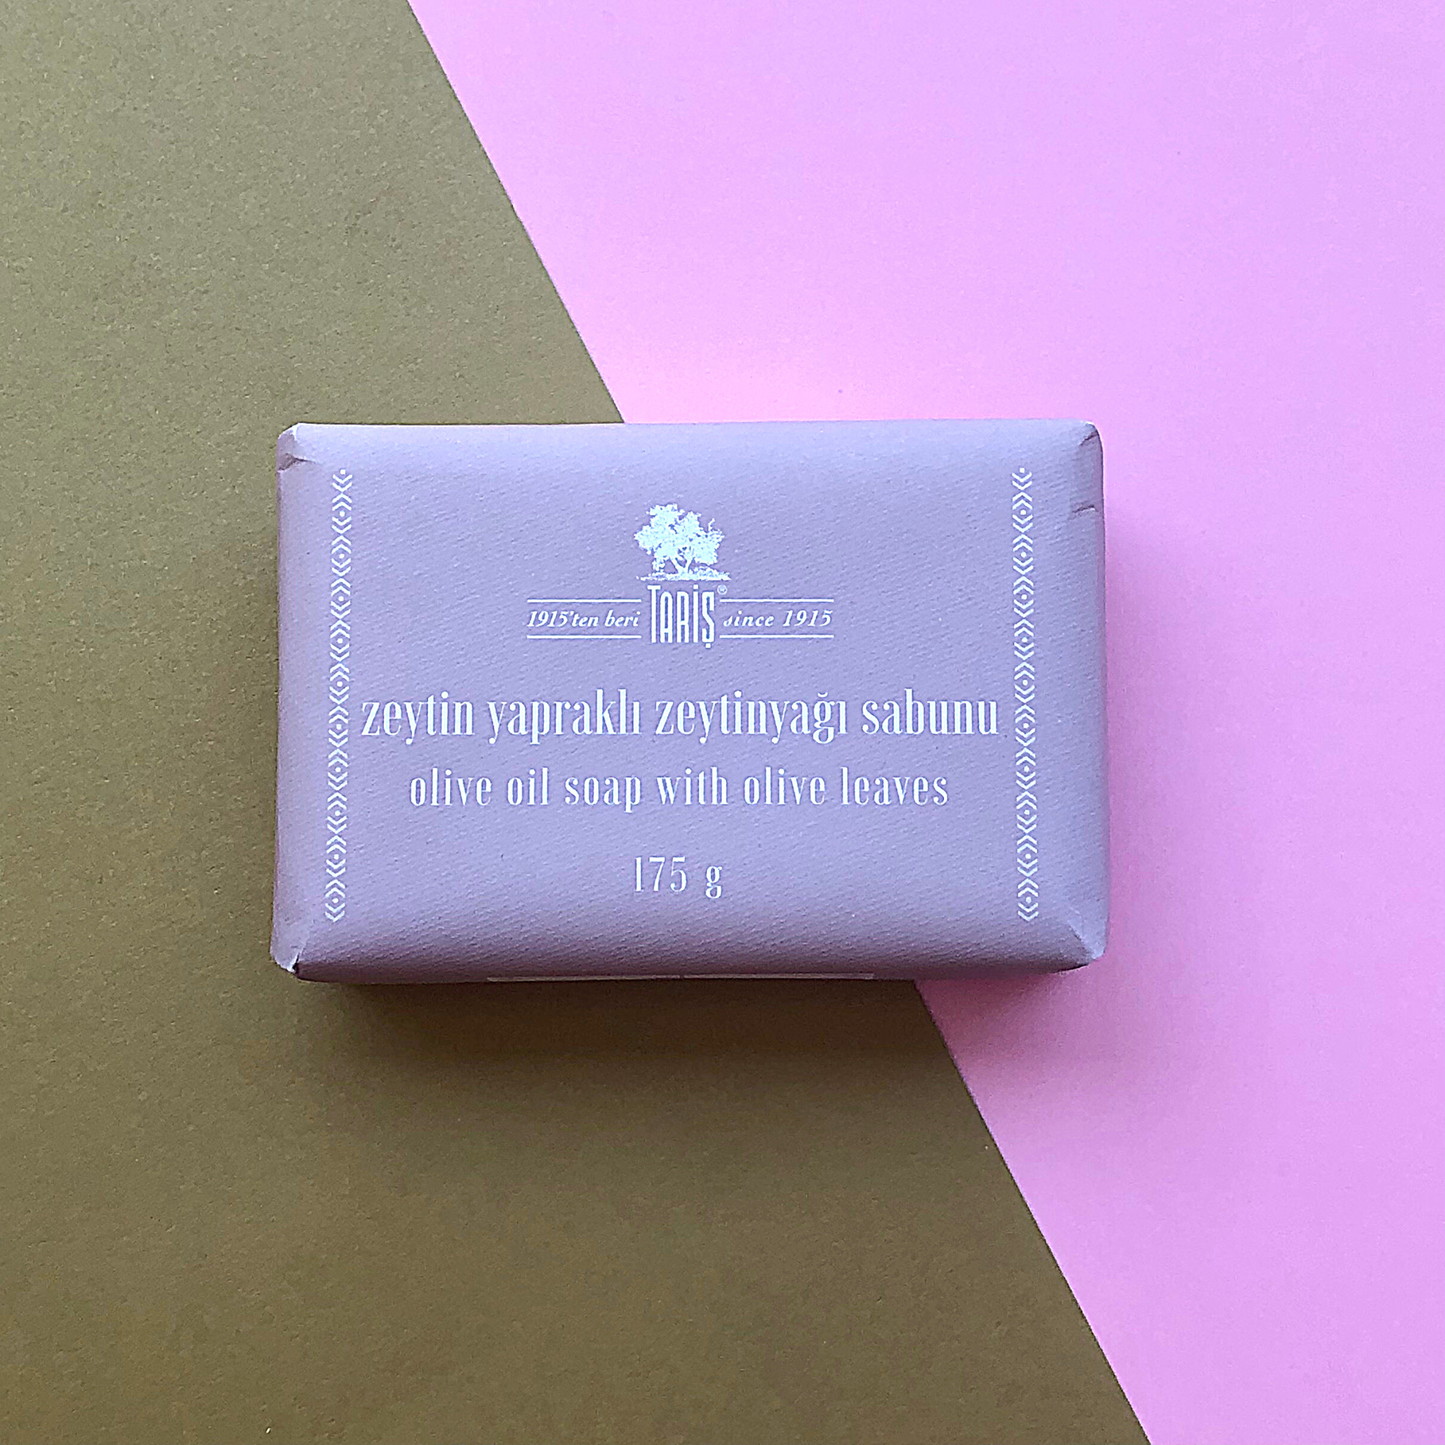 1915'ten beri TARİŞ® since 1915
zeytin yapraklı zeytinyağı sabunu
olive oil soap with olive leaves
175 g